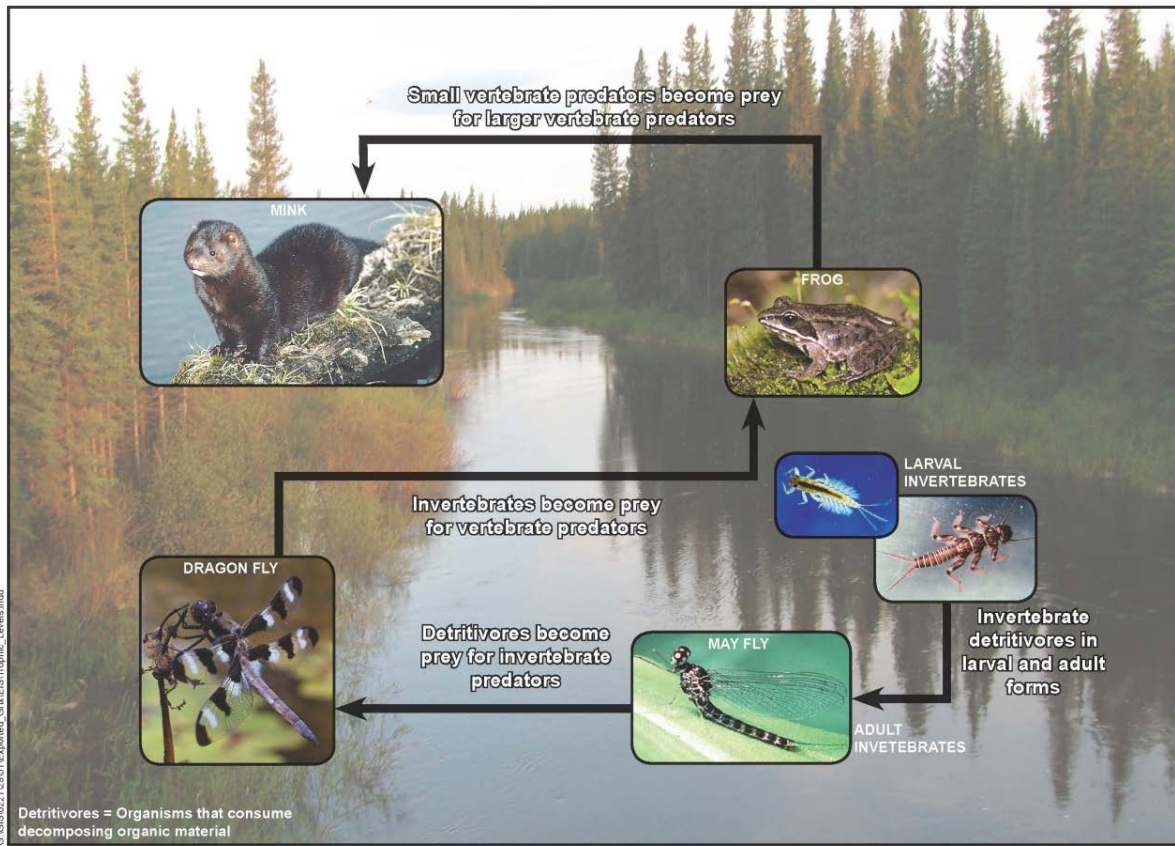 Small vertebrate predators become prey
for larger vertebrate predators
MINK
FROG
LARVAL
INVERTEBRATES
Invertebrates become prey
for vertebrate predators
DRAGON FLY
Detritivores become
prey for invertebrate
predators
MAY FLY
Invertebrate
detritivores in
larval and adult
forms
ADULT
INVETEBRATES
Detritivores = Organisms that consume
decomposing organic material